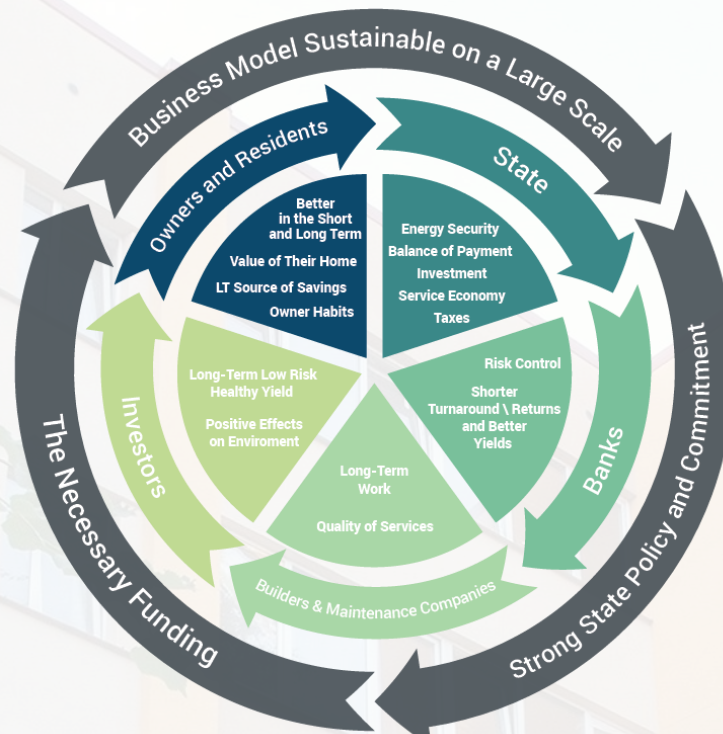 Business Model Sustainable on a Large Scale
Strong State Policy and Commitment
The Necessary Funding
Owners and Residents
State
Banks
Builders & Maintenance Companies
Investors
Better
in the Short
and Long Term
Value of Their Home
LT Source of Savings
Owner Habits
Energy Security
Balance of Payment
Investment
Service Economy
Taxes
Risk Control
Shorter
Turnaround \ Returns
and Better
Yields
Long-Term
Work
Quality of Services
Long-Term Low Risk
Healthy Yield
Positive Effects
on Enviroment